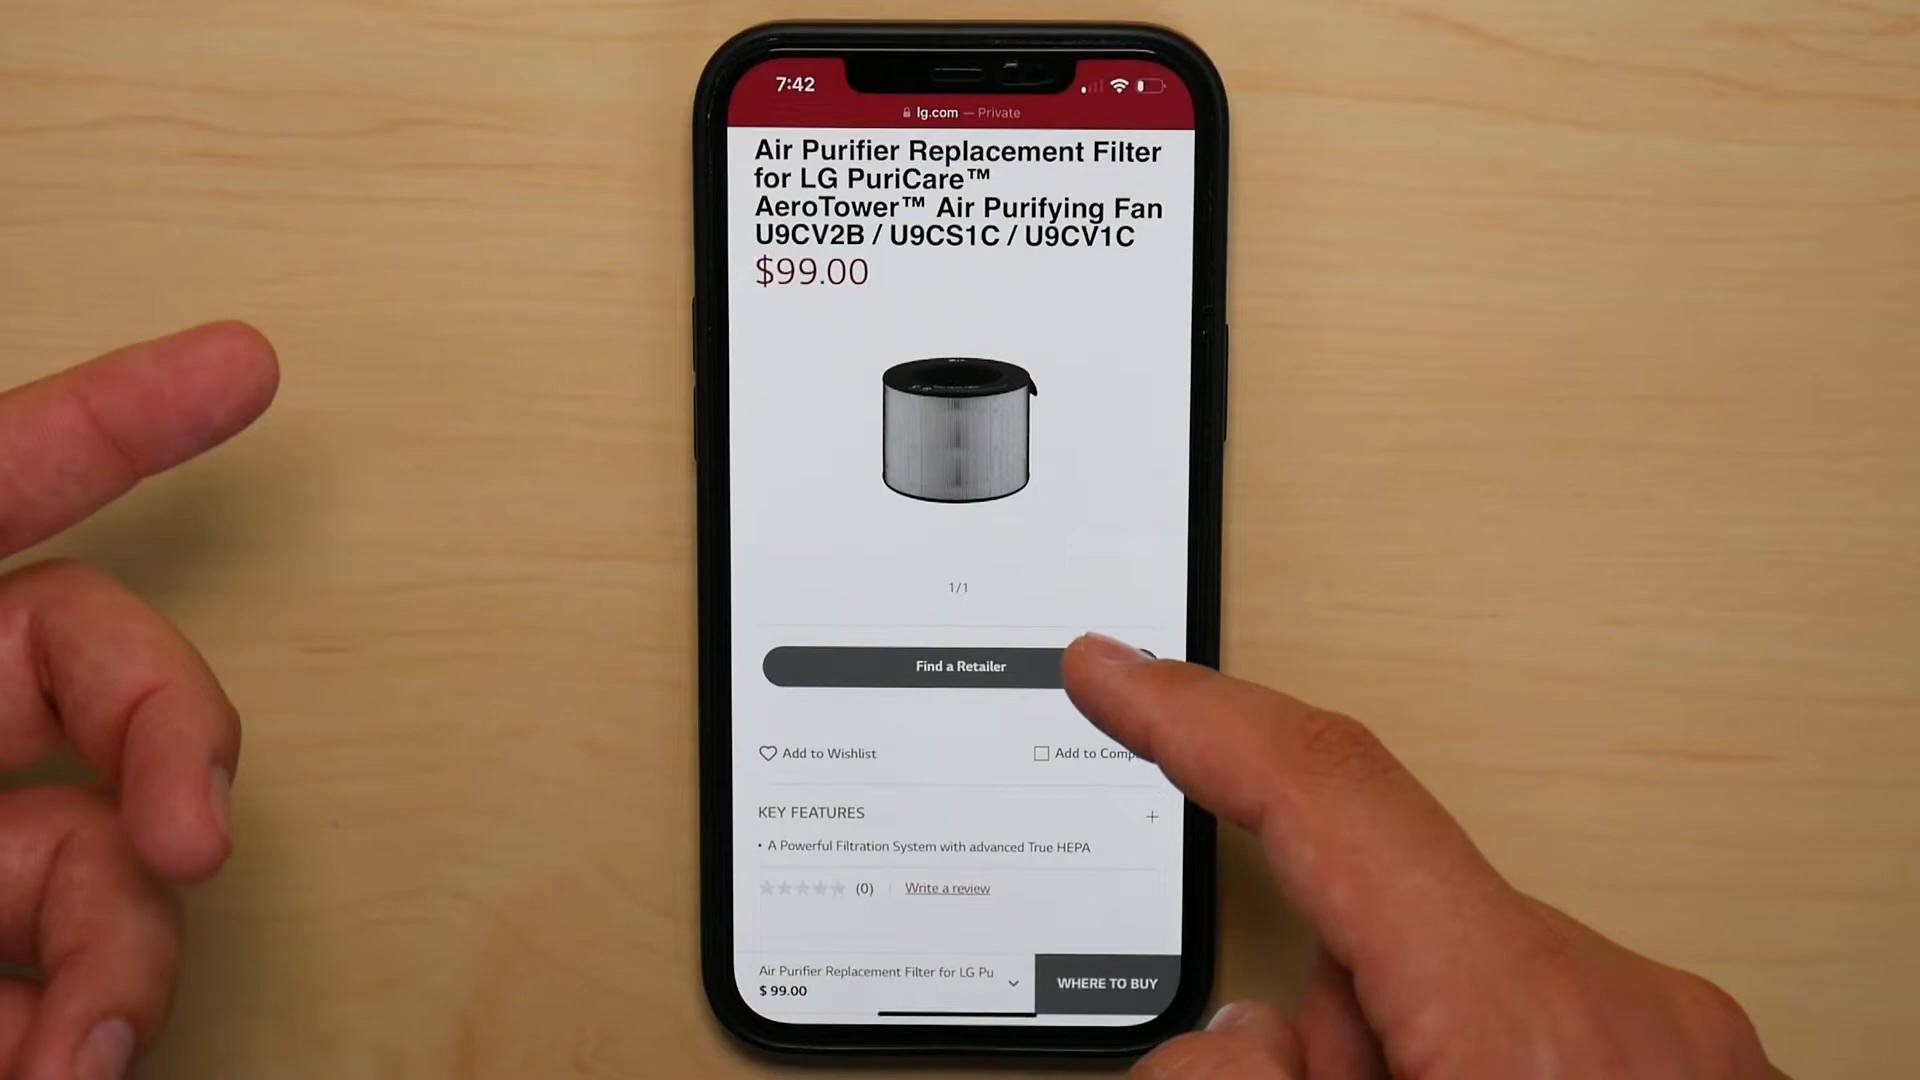 7:42
lg.com — Private
Air Purifier Replacement Filter
for LG PuriCare™
AeroTower™ Air Purifying Fan
U9CV2B / U9CS1C / U9CV1C
$99.00
1/1
Find a Retailer
Add to Wishlist
Add to
KEY FEATURES
• A Powerful Filtration System with advanced True HEPA
(0) Write a review
Air Purifier Replacement Filter for LG Pu
$ 99.00
WHERE TO BUY